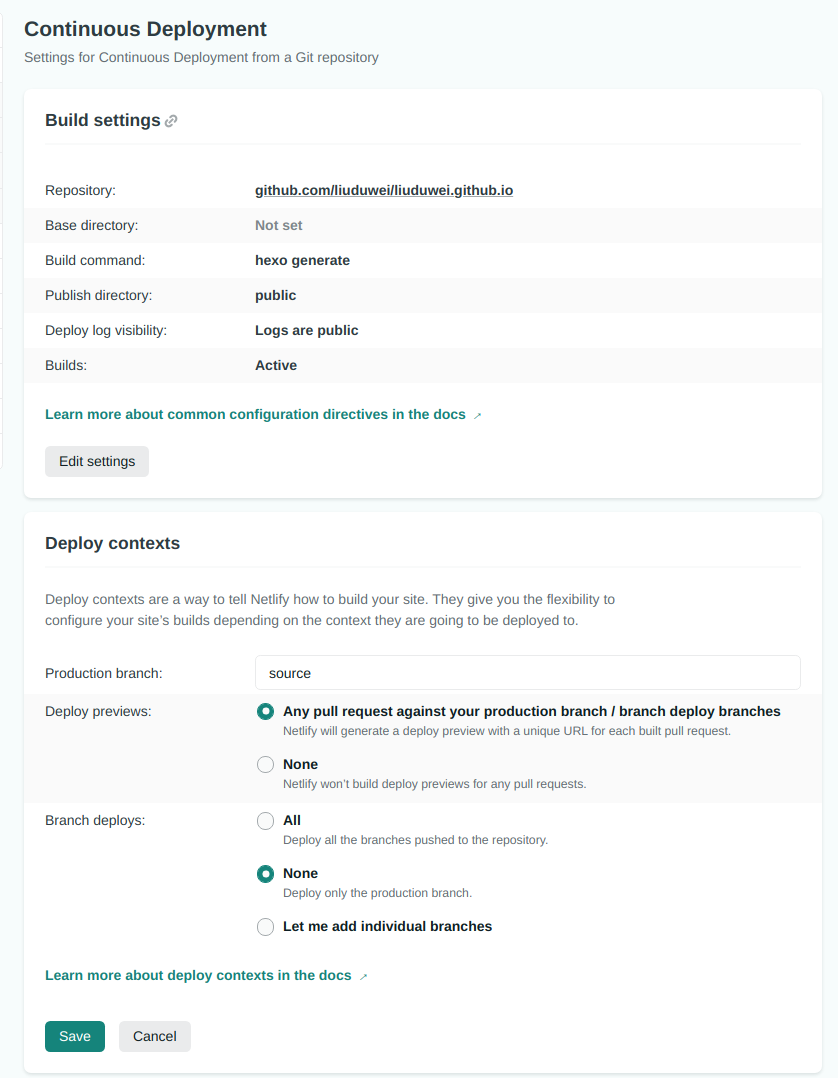 Continuous Deployment
Settings for Continuous Deployment from a Git repository
Build settings
Repository: github.com/liuduwei/liuduwei.github.io
Base directory: Not set
Build command: hexo generate
Publish directory: public
Deploy log visibility: Logs are public
Builds: Active
Learn more about common configuration directives in the docs →
Edit settings
Deploy contexts
Deploy contexts are a way to tell Netlify how to build your site. They give you the flexibility to
configure your site’s builds depending on the context they are going to be deployed to.
Production branch: source
Deploy previews: Any pull request against your production branch / branch deploy branches
Netlify will generate a deploy preview with a unique URL for each built pull request.
None
Netlify won’t build deploy previews for any pull requests.
Branch deploys: All
Deploy all the branches pushed to the repository.
None
Deploy only the production branch.
Let me add individual branches
Learn more about deploy contexts in the docs →
Save Cancel